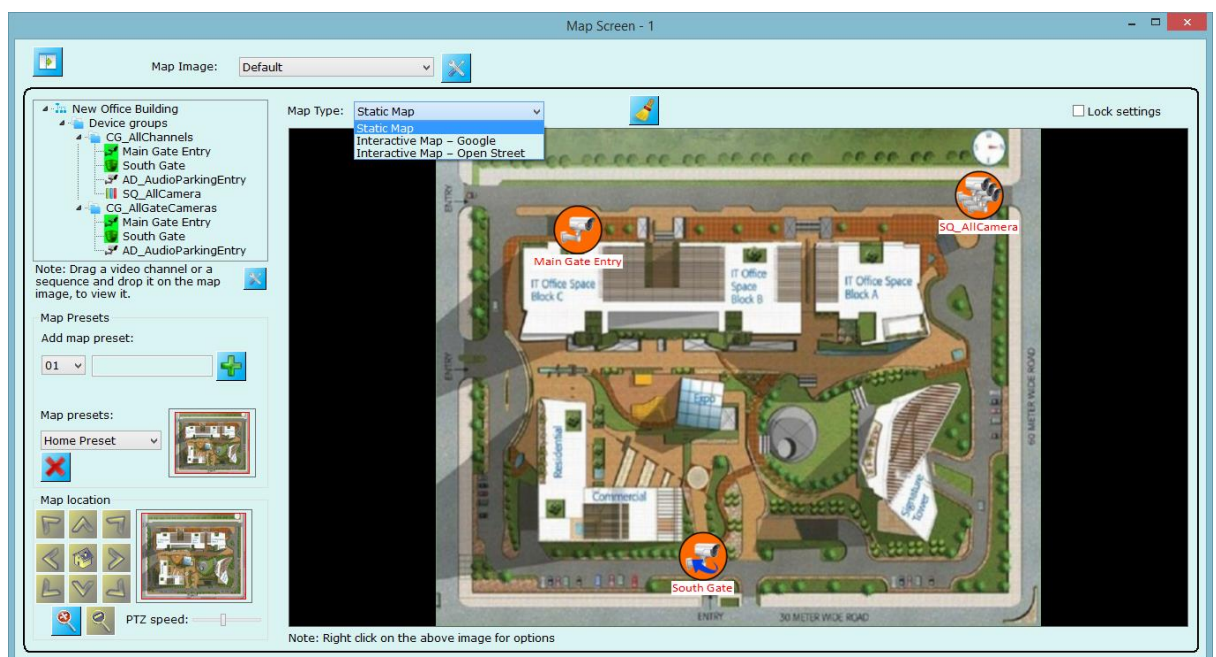 Map Screen - 1
Map Image: Default
New Office Building
Device groups
CG_AllChannels
Main Gate Entry
South Gate
AD_AudioParkingEntry
SQ_AllCamera
CG_AllGateCameras
Main Gate Entry
South Gate
AD_AudioParkingEntry
Note: Drag a video channel or a
sequence and drop it on the map
image, to view it.
Map Presets
Add map preset:
01
Map presets:
Home Preset
Map location
PTZ speed:
Map Type: Static Map
Static Map
Interactive Map – Google
Interactive Map – Open Street
Lock settings
ENTRY
SQ_AllCamera
Main Gate Entry
IT Office Space
Block C
IT Office
Space
Block B
IT Office Space
Block A
ENTRY
60 METER WIDE ROAD
Expo
Residential
Commercial
Signature
Tower
South Gate
ENTRY
30 METER WIDE ROAD
Note: Right click on the above image for options